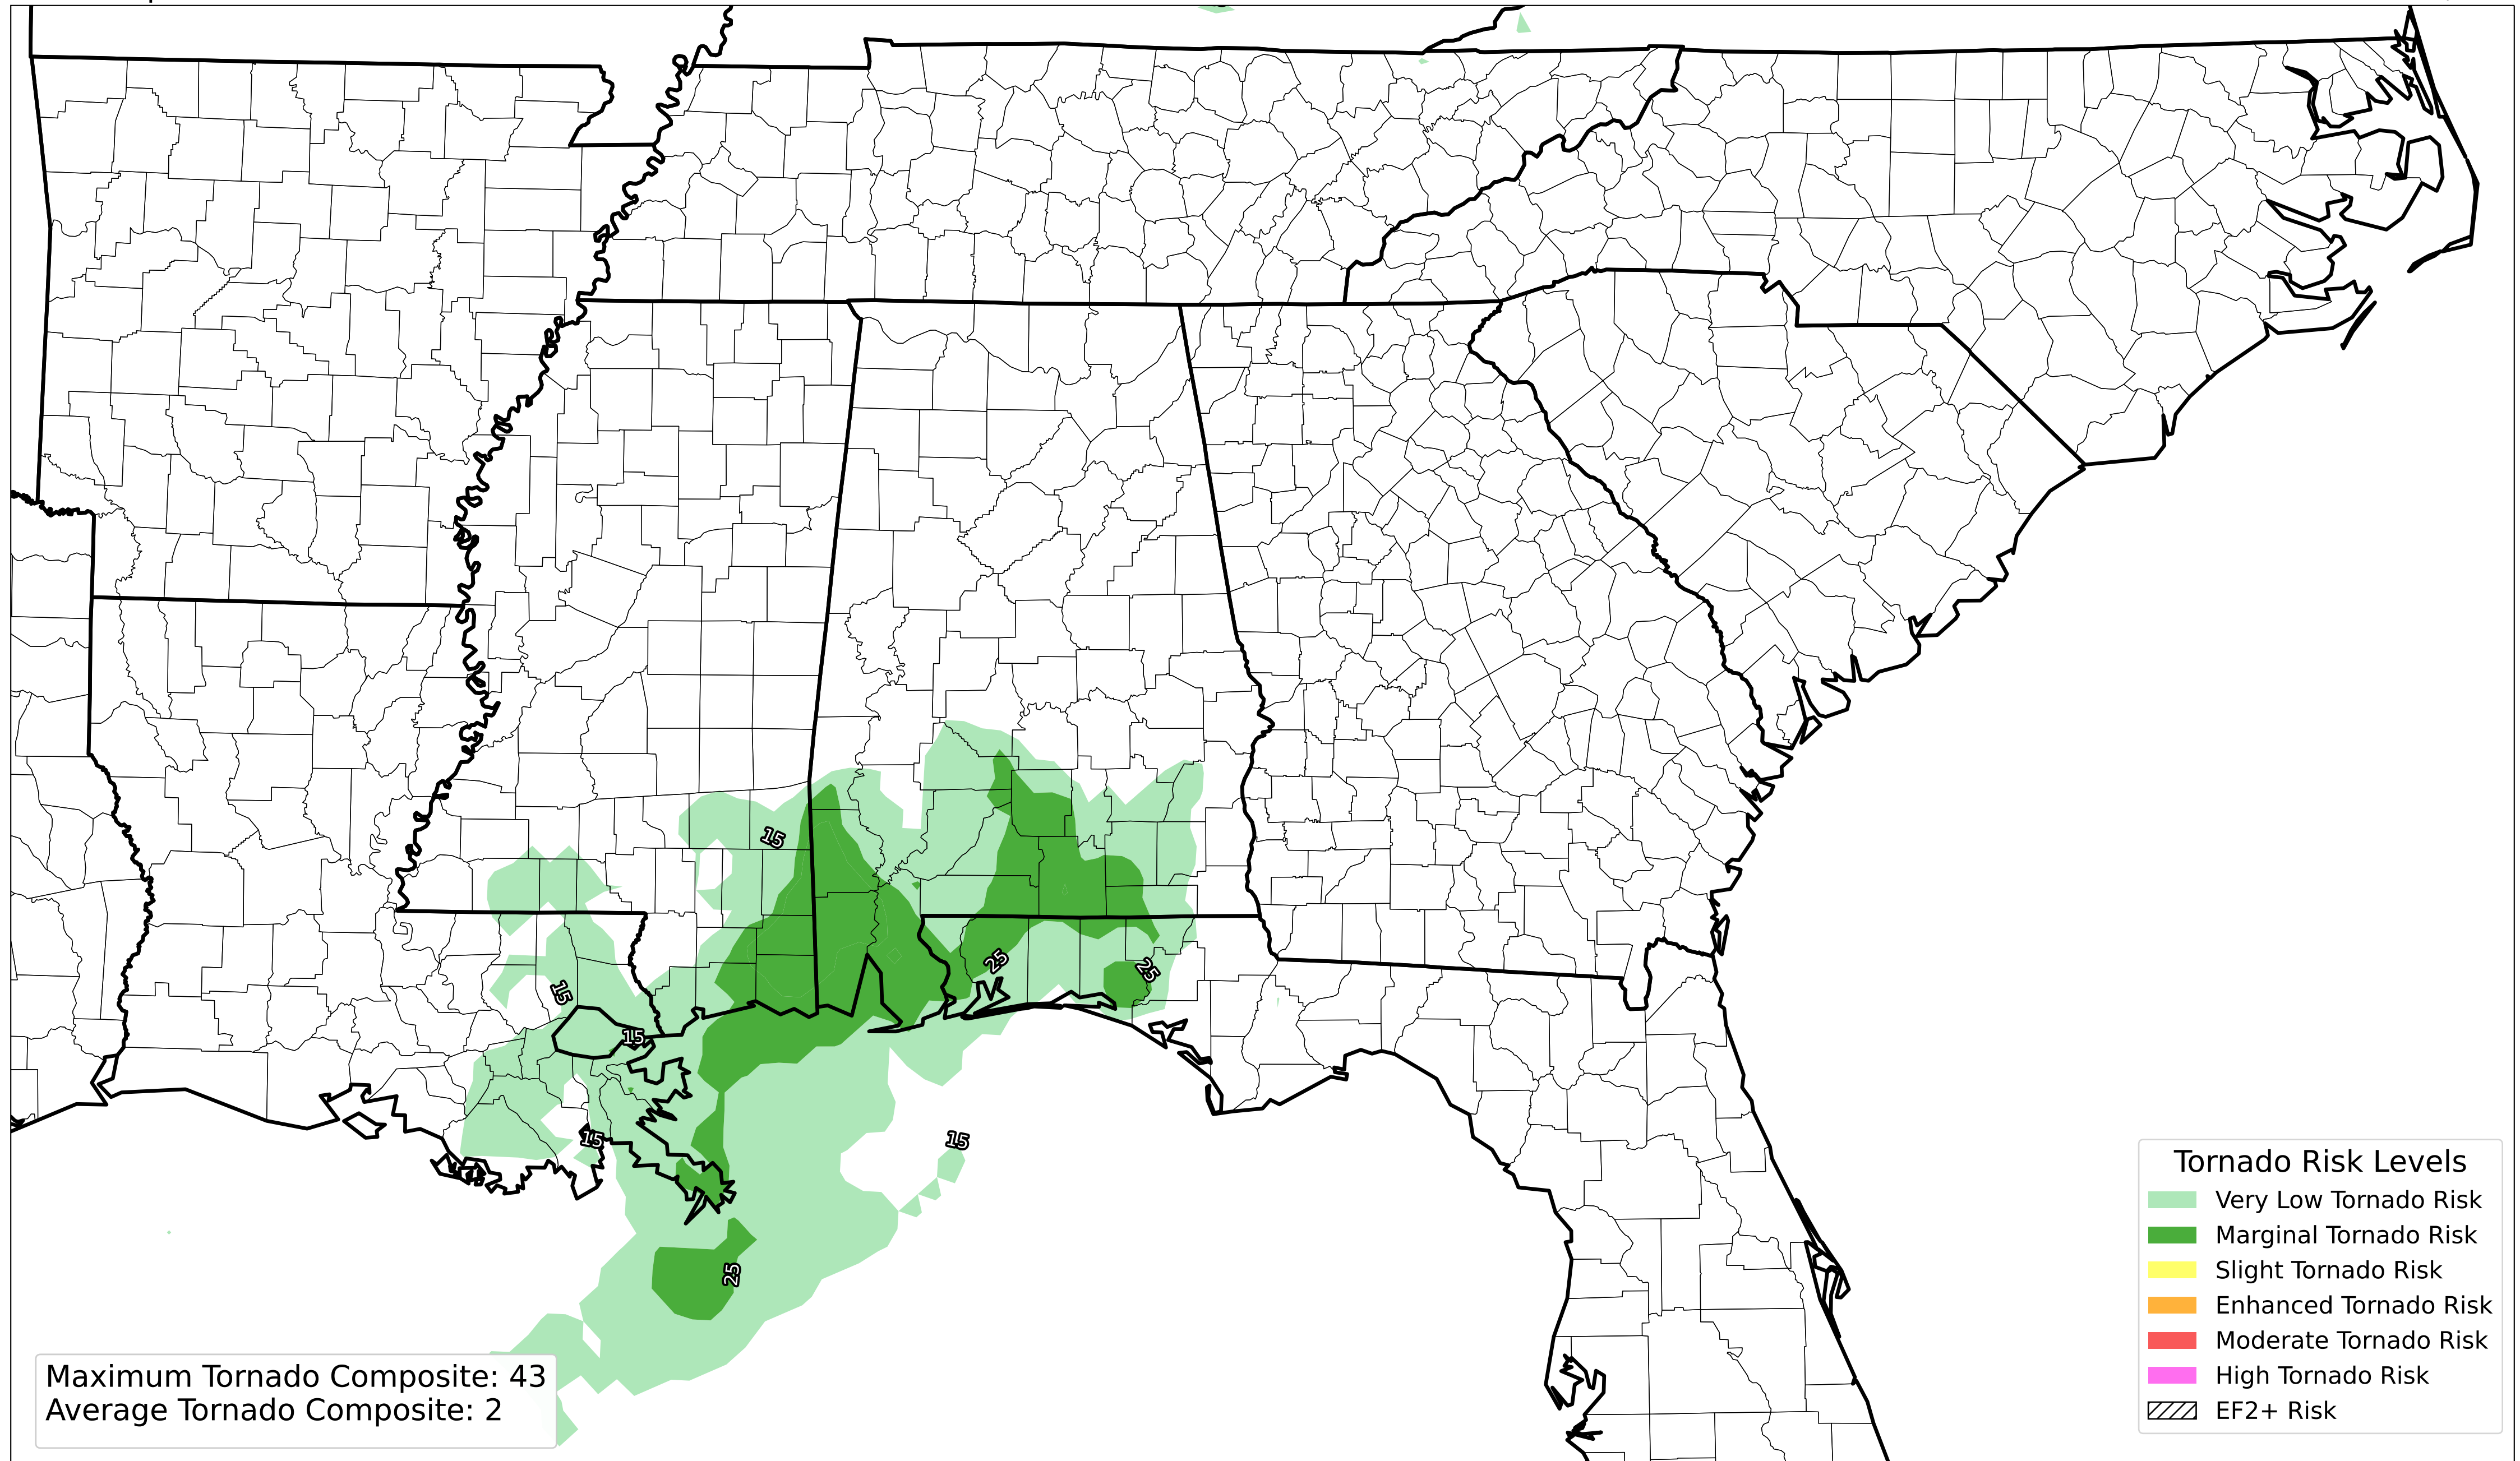 15
25
25
15
15
15
15
25
Tornado Risk Levels
Very Low Tornado Risk
Marginal Tornado Risk
Slight Tornado Risk
Enhanced Tornado Risk
Moderate Tornado Risk
High Tornado Risk
EF2+ Risk
Maximum Tornado Composite: 43
Average Tornado Composite: 2